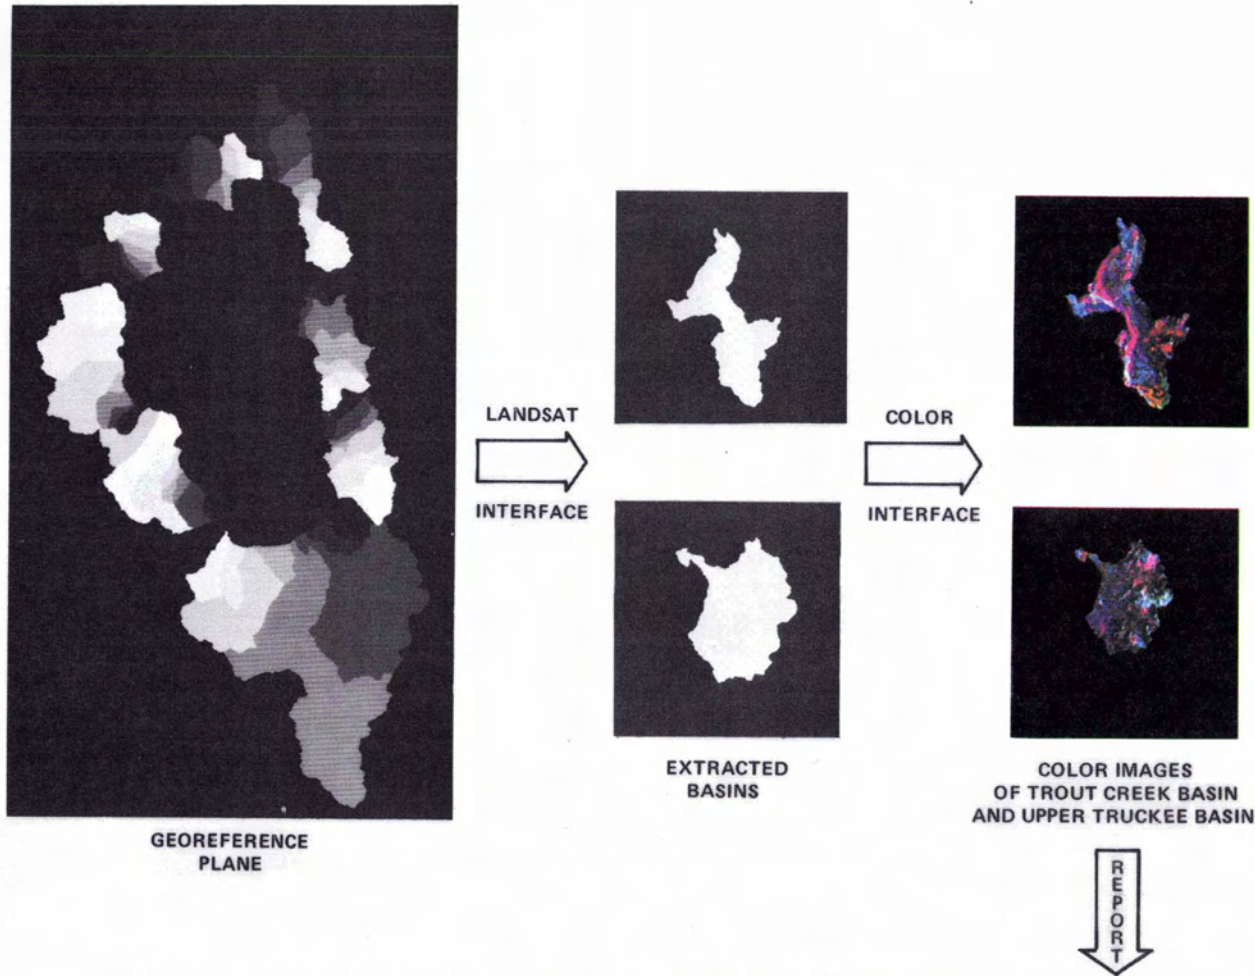 LANDSAT
INTERFACE
COLOR
INTERFACE
GEOREFERENCE
PLANE
EXTRACTED
BASINS
COLOR IMAGES
OF TROUT CREEK BASIN
AND UPPER TRUCKEE BASIN
REPORT